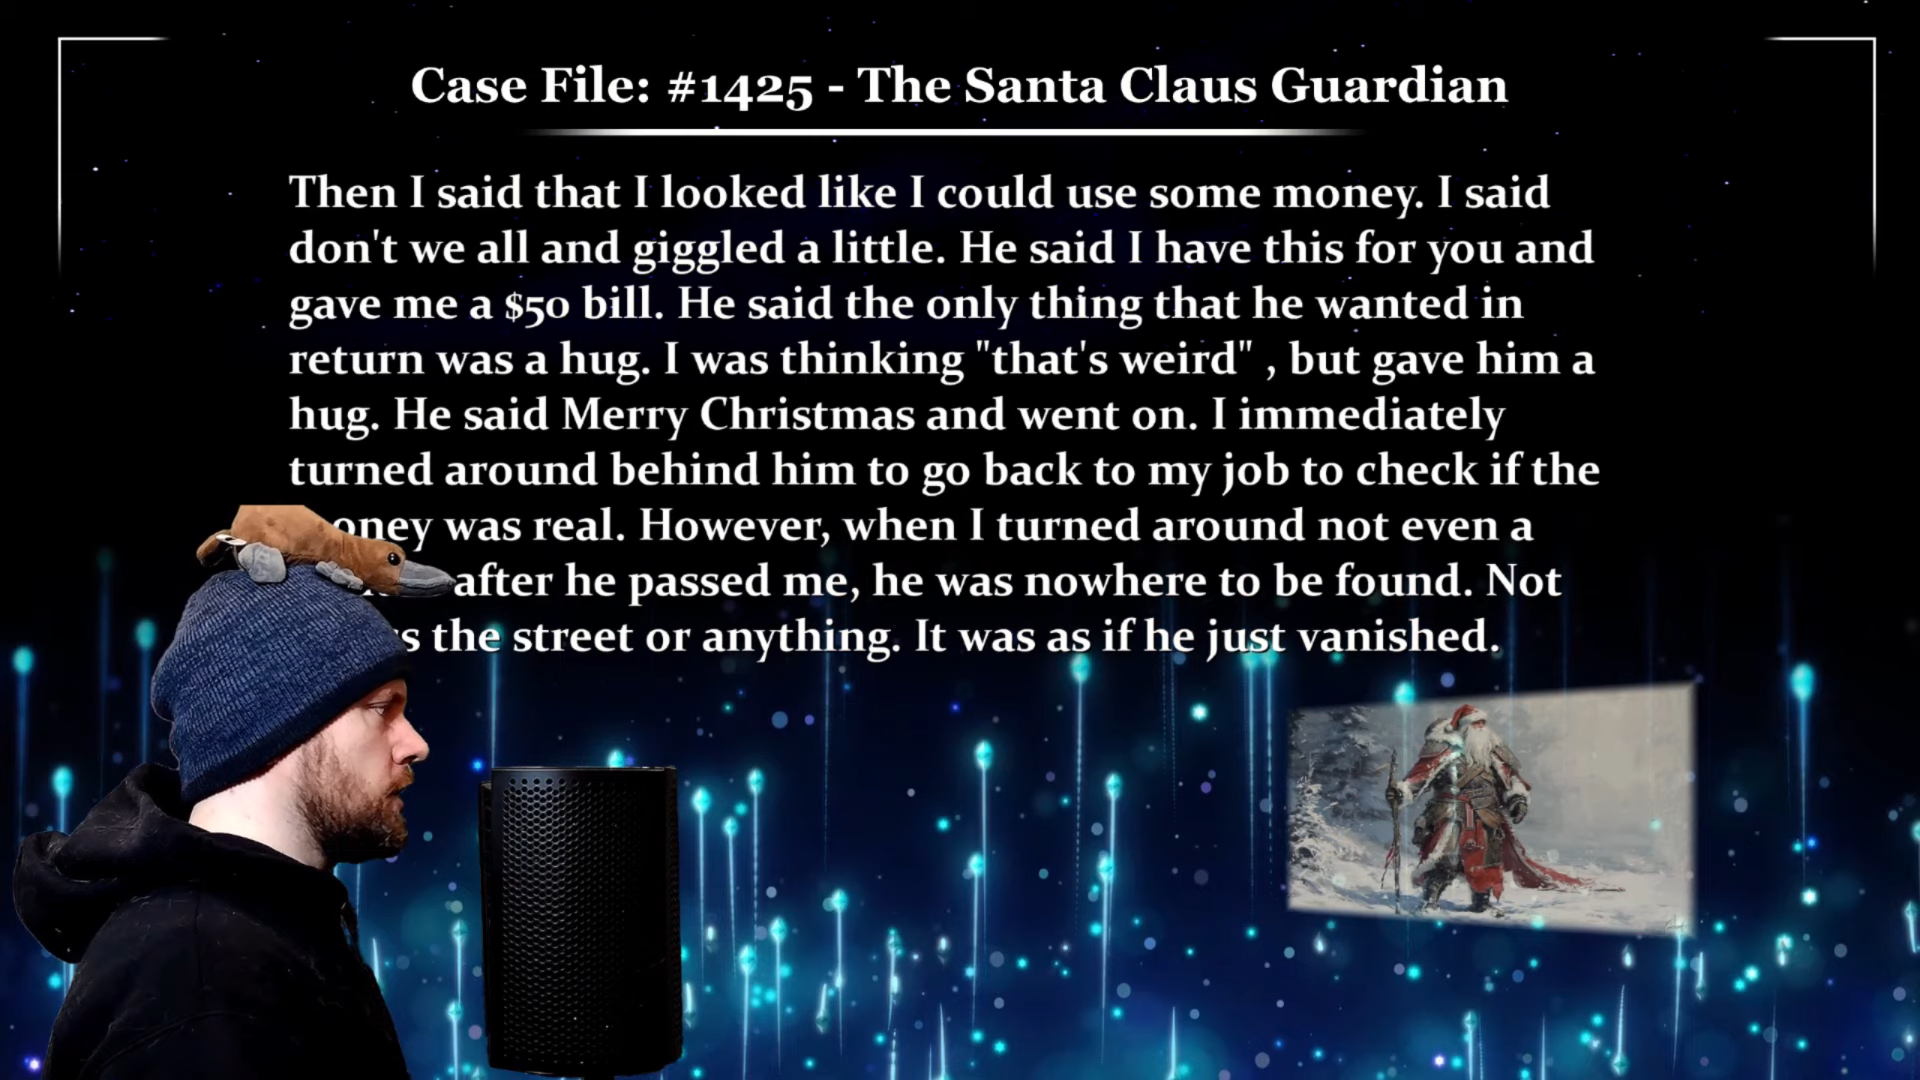 Case File: #1425 - The Santa Claus Guardian
Then I said that I looked like I could use some money. I said
don't we all and giggled a little. He said I have this for you and
gave me a $50 bill. He said the only thing that he wanted in
return was a hug. I was thinking "that's weird" , but gave him a
hug. He said Merry Christmas and went on. I immediately
turned around behind him to go back to my job to check if the
was real. However, when I turned around not even a
after he passed me, he was nowhere to be found. Not
the street or anything. It was as if he just vanished.